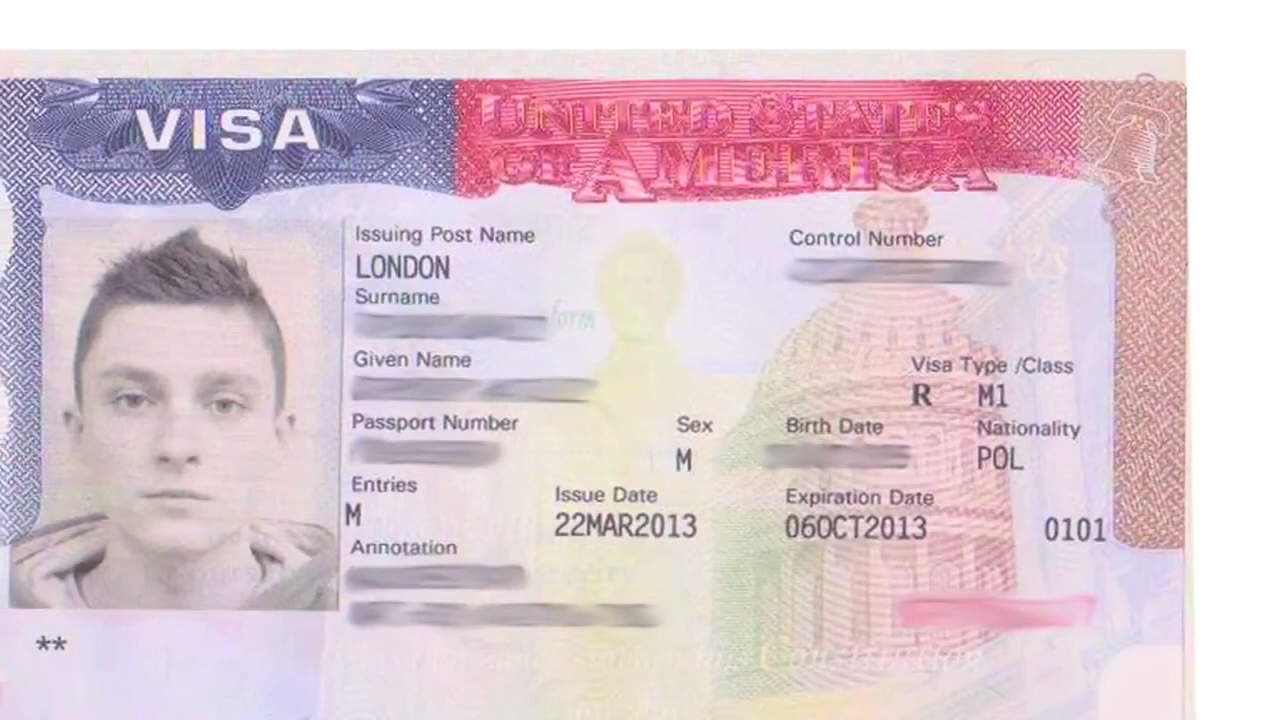 VISA
UNITED STATES
OF AMERICA
Issuing Post Name
LONDON
Control Number
Surname
form
Given Name
Visa Type /Class
R M1
Passport Number
Sex
M
Birth Date
Nationality
POL
Entries
M
Issue Date
22MAR2013
Expiration Date
06OCT2013
0101
Annotation
**